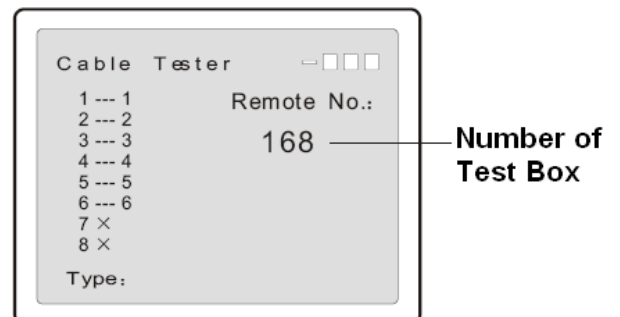 Cable Tester
1 --- 1
2 --- 2
3 --- 3
4 --- 4
5 --- 5
6 --- 6
7 ×
8 ×
Type:
Remote No.:
168
Number of
Test Box